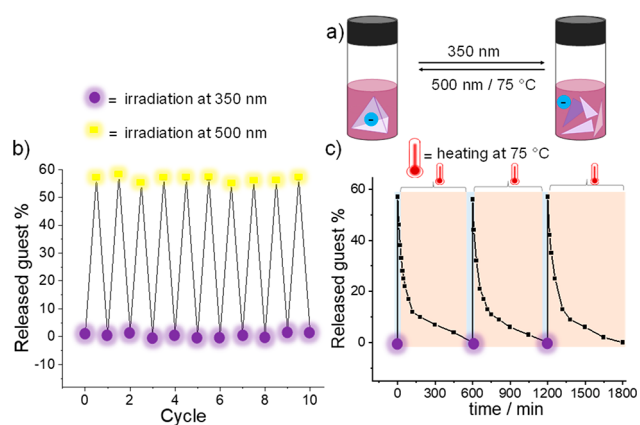 a)
350 nm
500 nm / 75 °C
-
-
= irradiation at 350 nm
= irradiation at 500 nm
b)
60
50
40
30
20
10
0
-10
Released guest %
0 2 4 6 8 10
Cycle
c)
= heating at 75 °C
60
40
20
0
Released guest %
0 300 600 900 1200 1500 1800
time / min